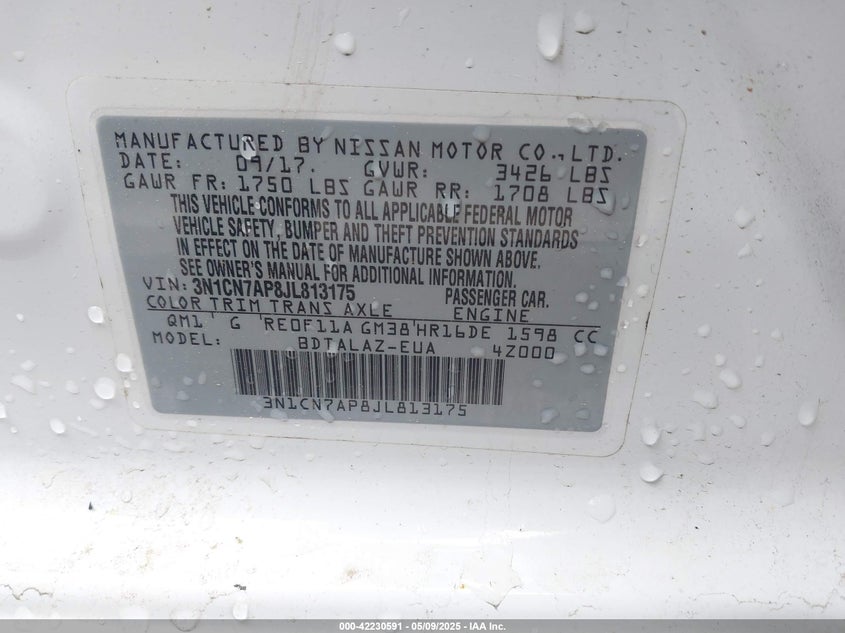 MANUFACTURED BY NISSAN MOTOR CO., LTD.
DATE: 09/17. GVWR: 3426 LBS
GAWR FR: 1750 LBS GAWR RR: 1708 LBS
THIS VEHICLE CONFORMS TO ALL APPLICABLE FEDERAL MOTOR
VEHICLE SAFETY, BUMPER AND THEFT PREVENTION STANDARDS
IN EFFECT ON THE DATE OF MANUFACTURE SHOWN ABOVE.
SEE OWNER'S MANUAL FOR ADDITIONAL INFORMATION.
VIN: 3N1CN7AP8JL813175 PASSENGER CAR.
COLOR TRIM TRANS AXLE ENGINE
QM1 G RE0F11A GM38 HR16DE 1598 CC
MODEL: BDTALAZ-EUA 4Z000
3N1CN7AP8JL813175
000-42230591 - 05/09/2025 - IAA Inc.